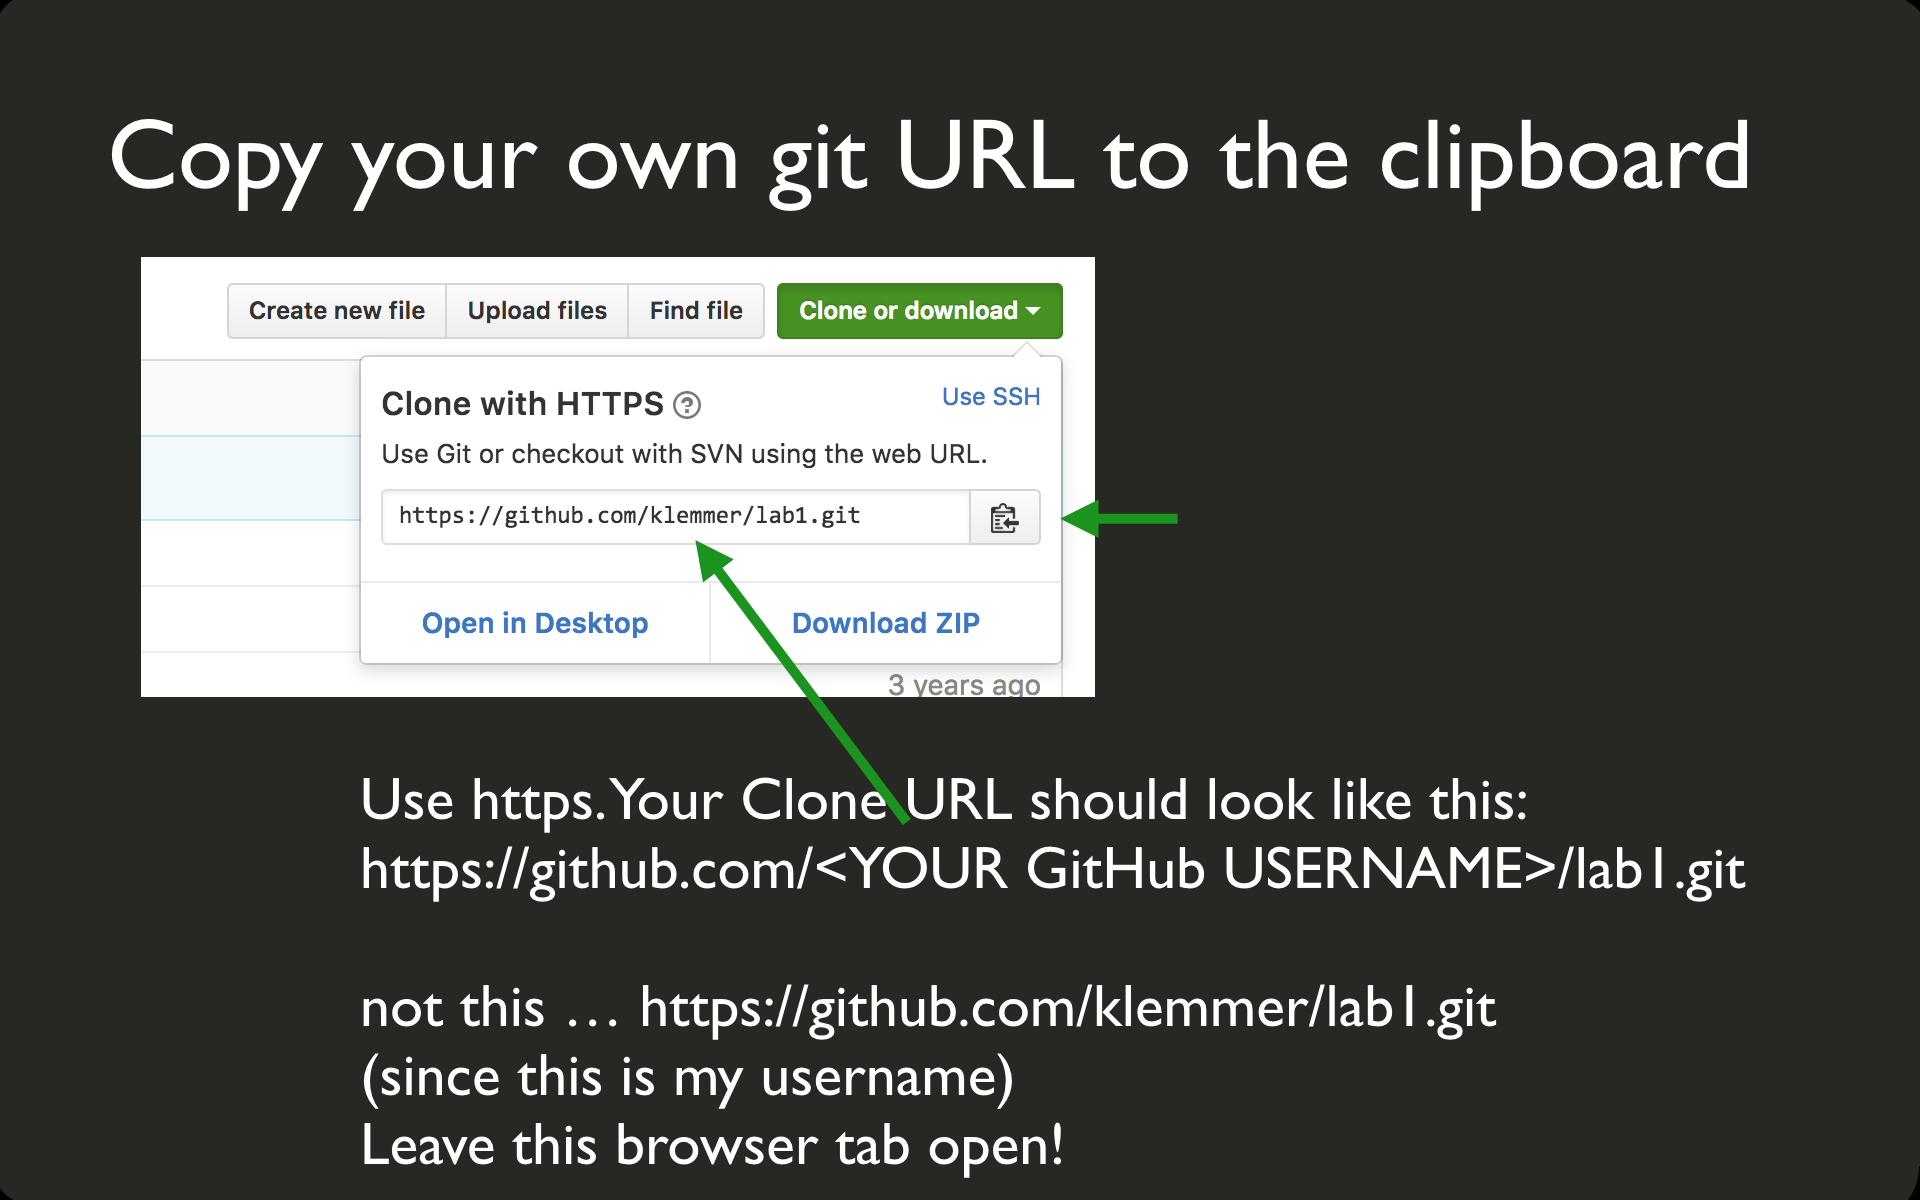 Copy your own git URL to the clipboard
Create new file Upload files Find file Clone or download
Clone with HTTPS ? Use SSH
Use Git or checkout with SVN using the web URL.
https://github.com/klemmer/lab1.git
Open in Desktop Download ZIP
3 years ago
Use https. Your Clone URL should look like this:
https://github.com/<YOUR GitHub USERNAME>/lab1.git
not this … https://github.com/klemmer/lab1.git
(since this is my username)
Leave this browser tab open!